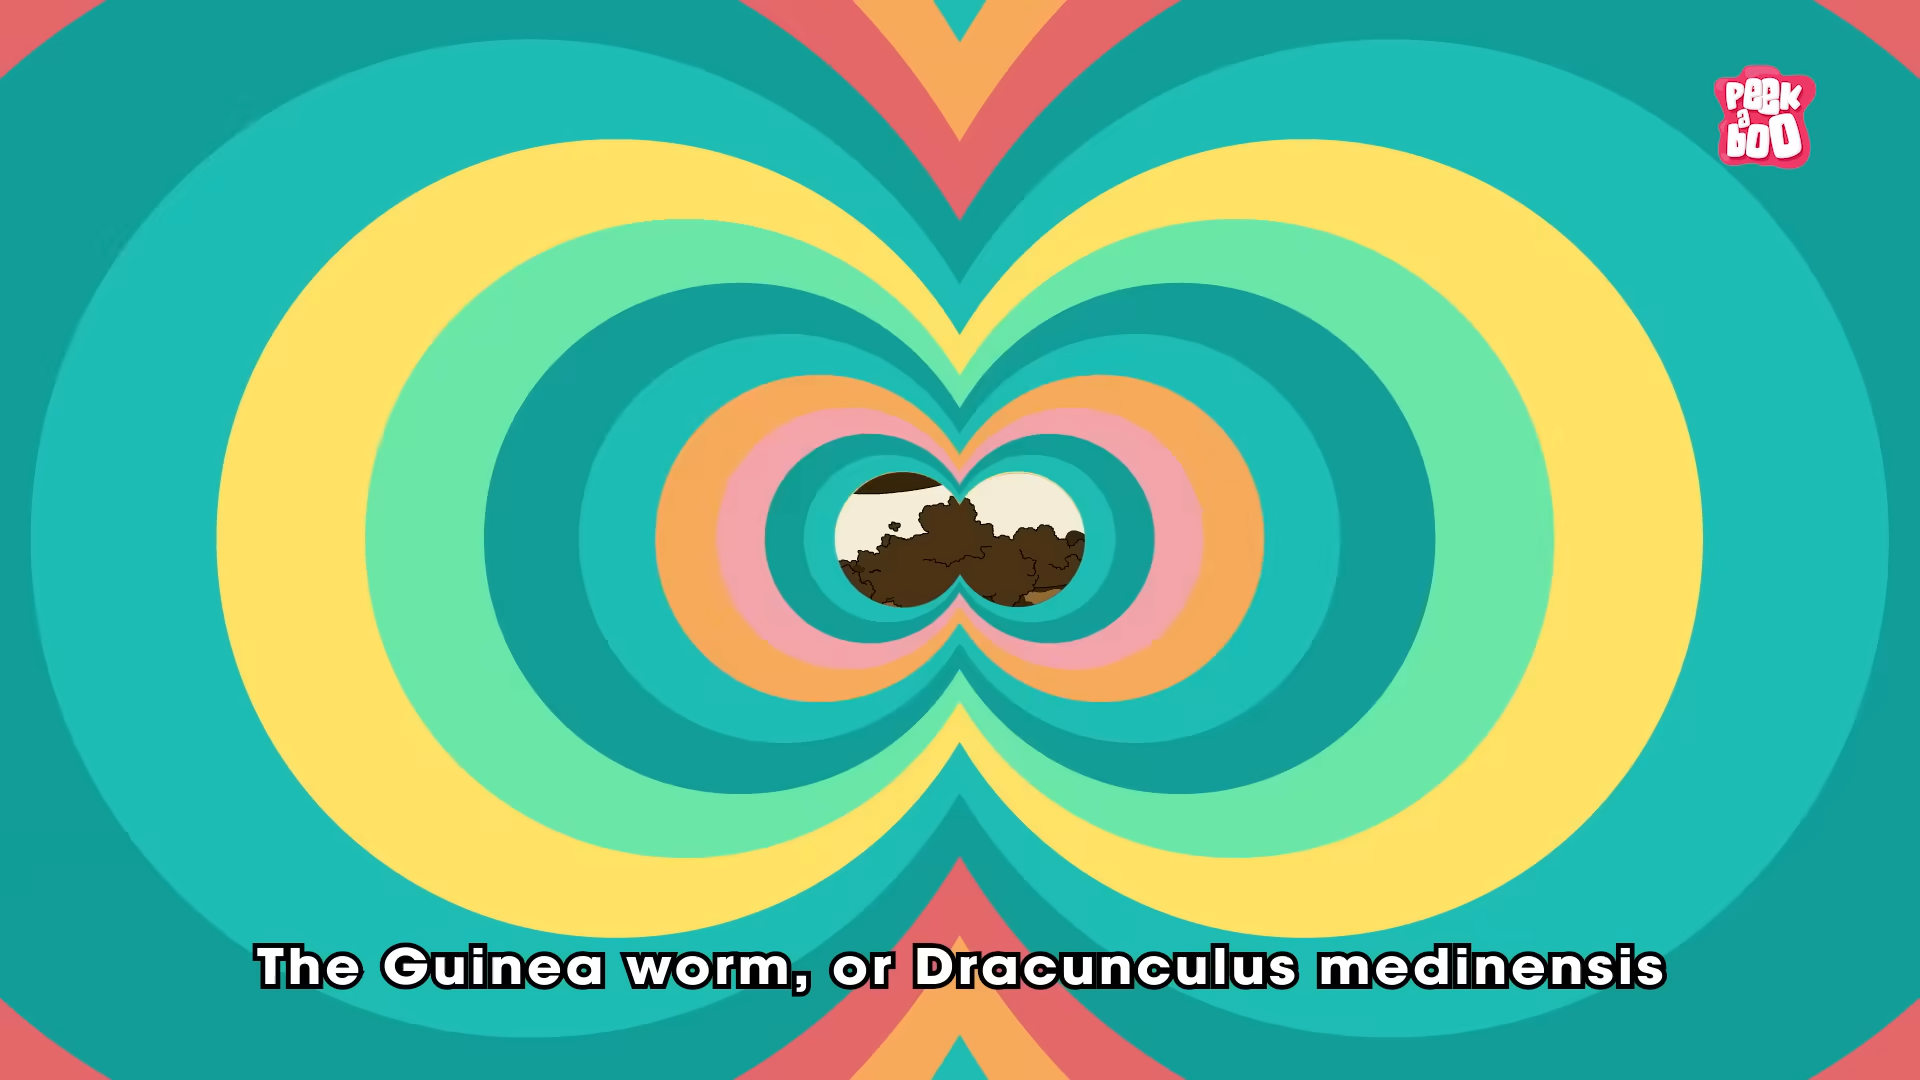 Peek
a
boo
The Guinea worm, or Dracunculus medinensis